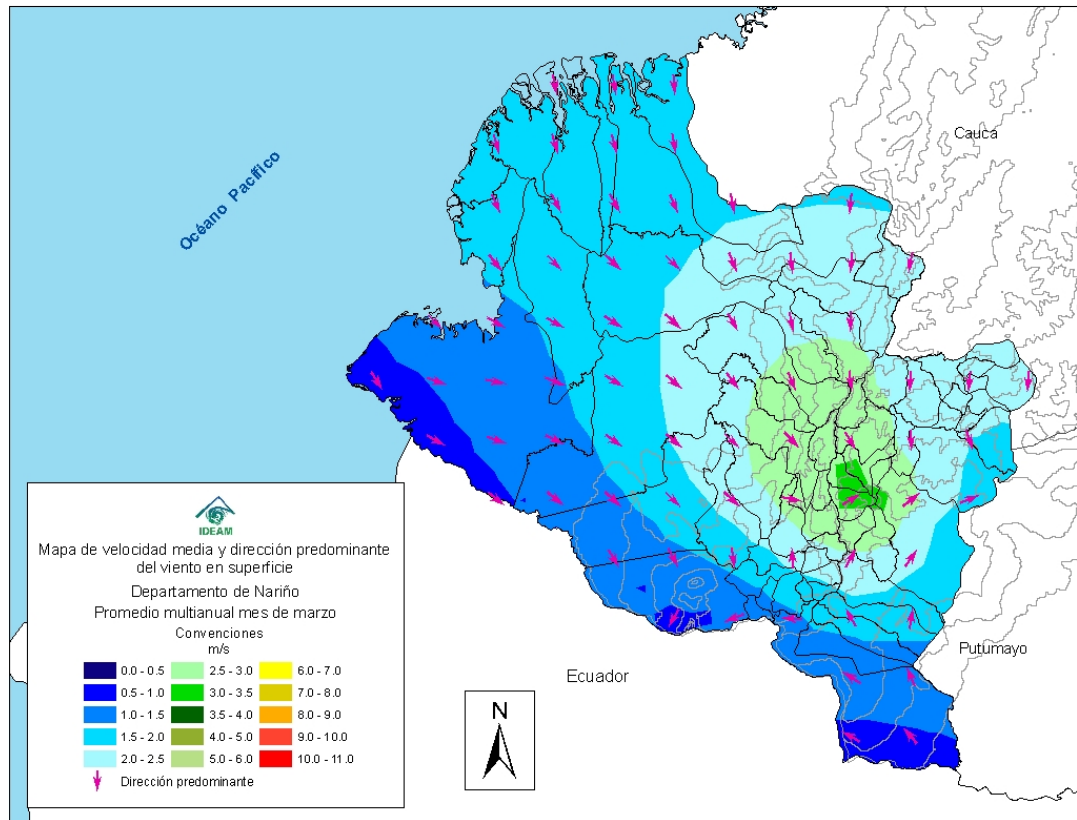 Cauca
Océano Pacífico
IDEAM
Mapa de velocidad media y dirección predominante
del viento en superficie
Departamento de Nariño
Promedio multianual mes de marzo
Convenciones
m/s
0.0 - 0.5 2.5 - 3.0 6.0 - 7.0
0.5 - 1.0 3.0 - 3.5 7.0 - 8.0
1.0 - 1.5 3.5 - 4.0 8.0 - 9.0
1.5 - 2.0 4.0 - 5.0 9.0 - 10.0
2.0 - 2.5 5.0 - 6.0 10.0 - 11.0
Dirección predominante
Ecuador
N
Putumayo